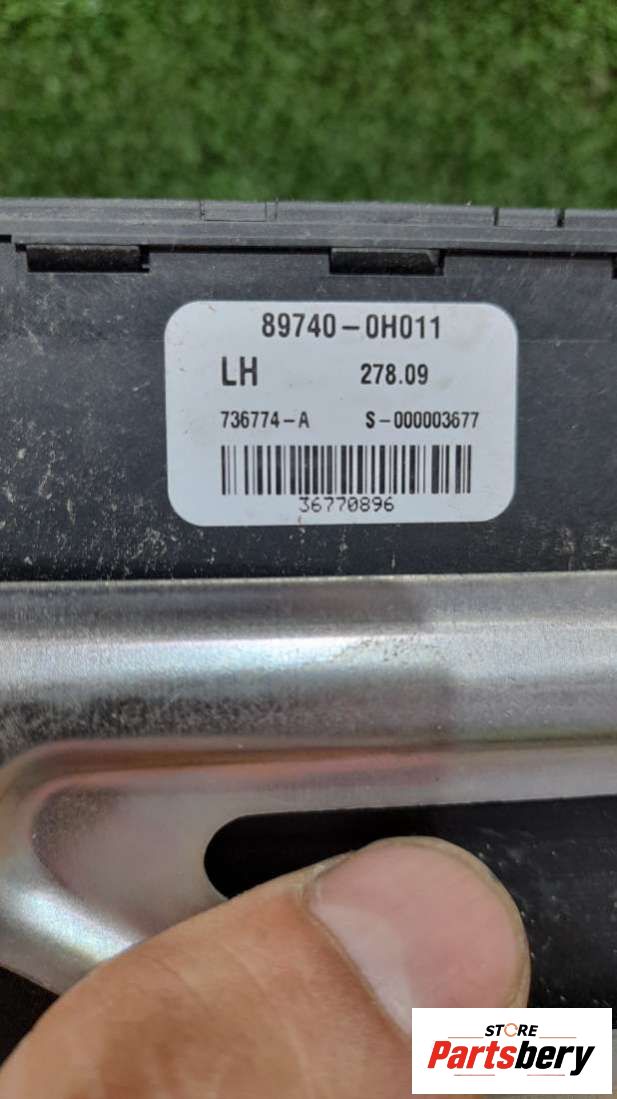 89740-0H011
LH 278.09
736774-A S-000003677
36770896
STORE
Partsbery